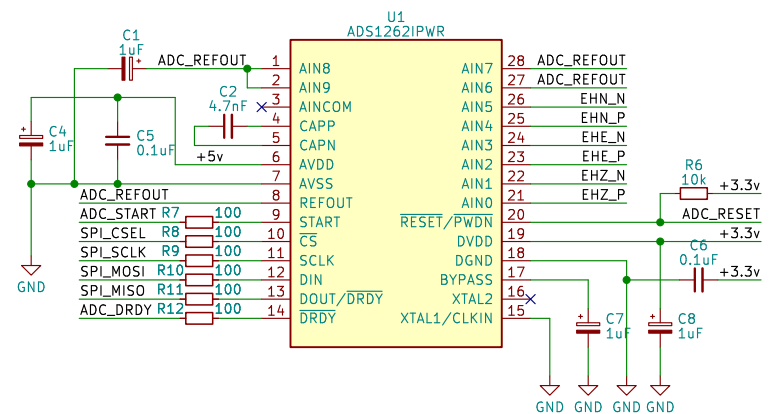 U1
ADS1262IPWR
C1
1uF
ADC_REFOUT
1 AIN8 AIN7 28 ADC_REFOUT
2 AIN9 AIN6 27 ADC_REFOUT
3 AINCOM AIN5 26 EHN_N
C2
4.7nF
4 CAPP AIN4 25 EHN_P
C4
1uF
C5
0.1uF
5 CAPN AIN3 24 EHE_N
+5v
6 AVDD AIN2 23 EHE_P
7 AVSS AIN1 22 EHZ_N
R6
10k
+3.3v
ADC_REFOUT 8 REFOUT AIN0 21 EHZ_P
ADC_START R7 100 9 START RESET/PWDN 20 ADC_RESET
SPI_CSEL R8 100 10 CS DVDD 19 +3.3v
SPI_SCLK R9 100 11 SCLK DGND 18
C6
0.1uF
+3.3v
SPI_MOSI R10 100 12 DIN BYPASS 17
SPI_MISO R11 100 13 DOUT/DRDY XTAL2 16
ADC_DRDY R12 100 14 DRDY XTAL1/CLKIN 15
GND
C7
1uF
C8
1uF
GND GND GND GND